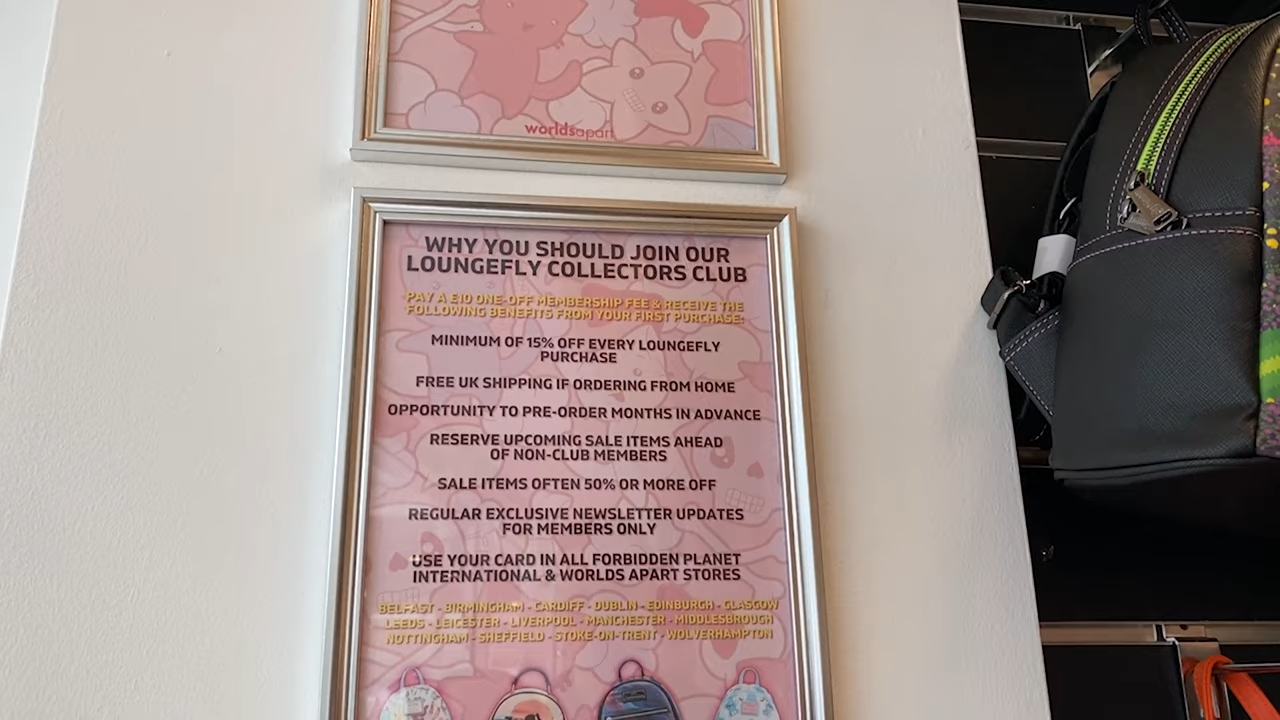 worldsapart
WHY YOU SHOULD JOIN OUR
LOUNGEFLY COLLECTORS CLUB
PAY A £10 ONE-OFF MEMBERSHIP FEE & RECEIVE THE
FOLLOWING BENEFITS FROM YOUR FIRST PURCHASE:
MINIMUM OF 15% OFF EVERY LOUNGEFLY
PURCHASE
FREE UK SHIPPING IF ORDERING FROM HOME
OPPORTUNITY TO PRE-ORDER MONTHS IN ADVANCE
RESERVE UPCOMING SALE ITEMS AHEAD
OF NON-CLUB MEMBERS
SALE ITEMS OFTEN 50% OR MORE OFF
REGULAR EXCLUSIVE NEWSLETTER UPDATES
FOR MEMBERS ONLY
USE YOUR CARD IN ALL FORBIDDEN PLANET
INTERNATIONAL & WORLDS APART STORES
BELFAST - BIRMINGHAM - CARDIFF - DUBLIN - EDINBURGH - GLASGOW
LEEDS - LEICESTER - LIVERPOOL - MANCHESTER - MIDDLESBROUGH
NOTTINGHAM - SHEFFIELD - STOKE-ON-TRENT - WOLVERHAMPTON